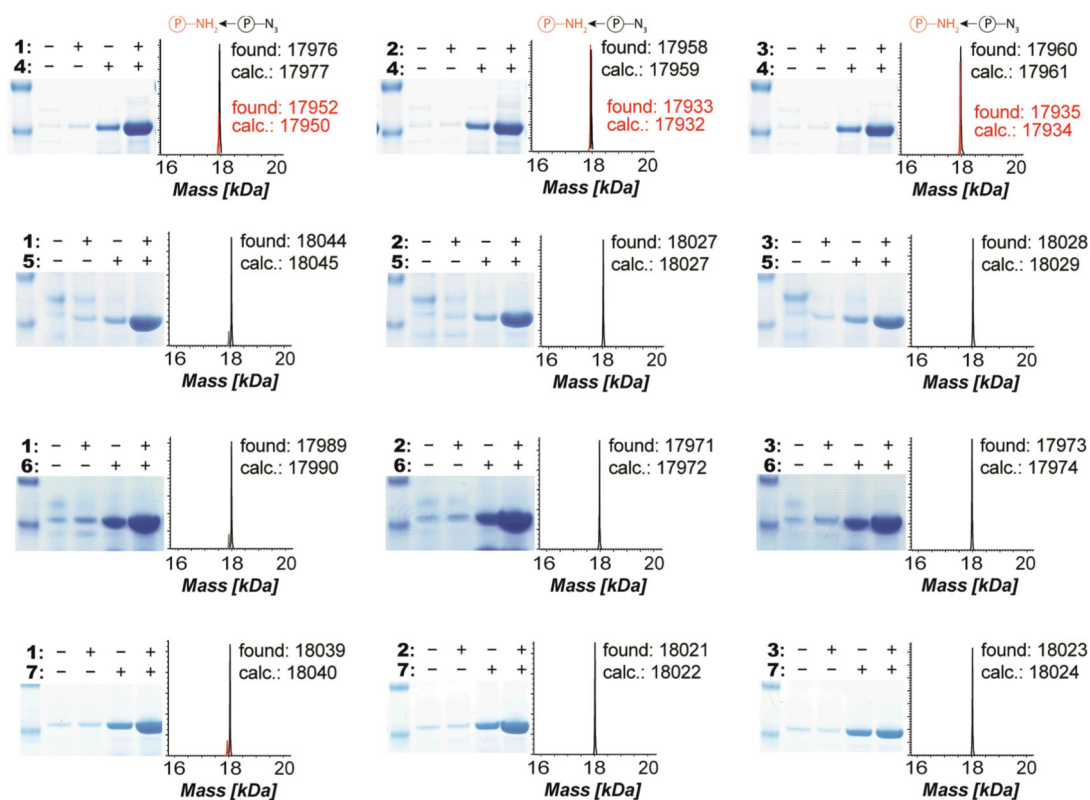 P–NH2 ← P–N3
1: – + – +
4: – – + +
found: 17976
calc.: 17977
found: 17952
calc.: 17950
16 18 20
Mass [kDa]
P–NH2 ← P–N3
2: – + – +
4: – – + +
found: 17958
calc.: 17959
found: 17933
calc.: 17932
16 18 20
Mass [kDa]
P–NH2 ← P–N3
3: – + – +
4: – – + +
found: 17960
calc.: 17961
found: 17935
calc.: 17934
16 18 20
Mass [kDa]
1: – + – +
5: – – + +
found: 18044
calc.: 18045
16 18 20
Mass [kDa]
2: – + – +
5: – – + +
found: 18027
calc.: 18027
16 18 20
Mass [kDa]
3: – + – +
5: – – + +
found: 18028
calc.: 18029
16 18 20
Mass [kDa]
1: – + – +
6: – – + +
found: 17989
calc.: 17990
16 18 20
Mass [kDa]
2: – + – +
6: – – + +
found: 17971
calc.: 17972
16 18 20
Mass [kDa]
3: – + – +
6: – – + +
found: 17973
calc.: 17974
16 18 20
Mass [kDa]
1: – + – +
7: – – + +
found: 18039
calc.: 18040
16 18 20
Mass [kDa]
2: – + – +
7: – – + +
found: 18021
calc.: 18022
16 18 20
Mass [kDa]
3: – + – +
7: – – + +
found: 18023
calc.: 18024
16 18 20
Mass [kDa]